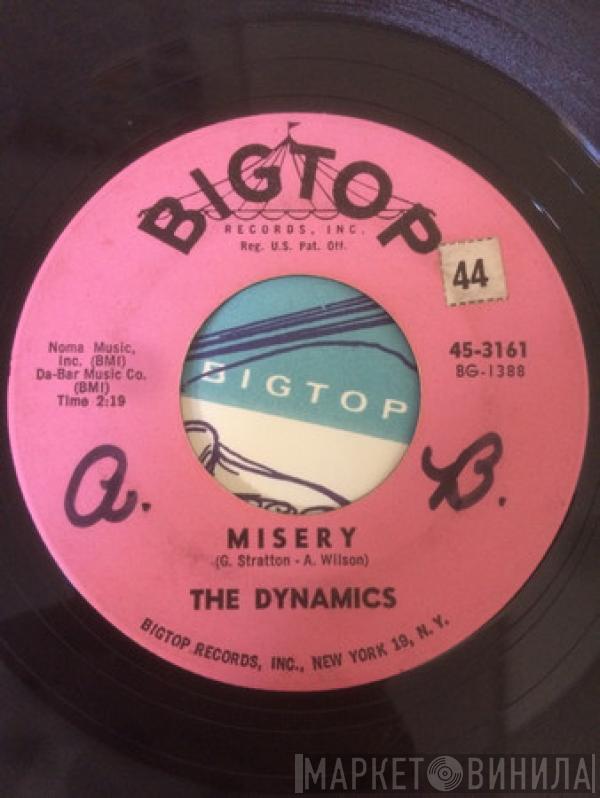 BIGTOP
RECORDS, INC.
Reg. U.S. Pat. Off.
44
Noma Music,
Inc. (BMI)
Da-Bar Music Co.
(BMI)
Time 2:19
45-3161
BG-1388
BIGTOP
a.
B.
MISERY
(G. Stratton - A. Wilson)
THE DYNAMICS
BIGTOP RECORDS, INC., NEW YORK 19, N. Y.
МАРКЕТ ВИНИЛА